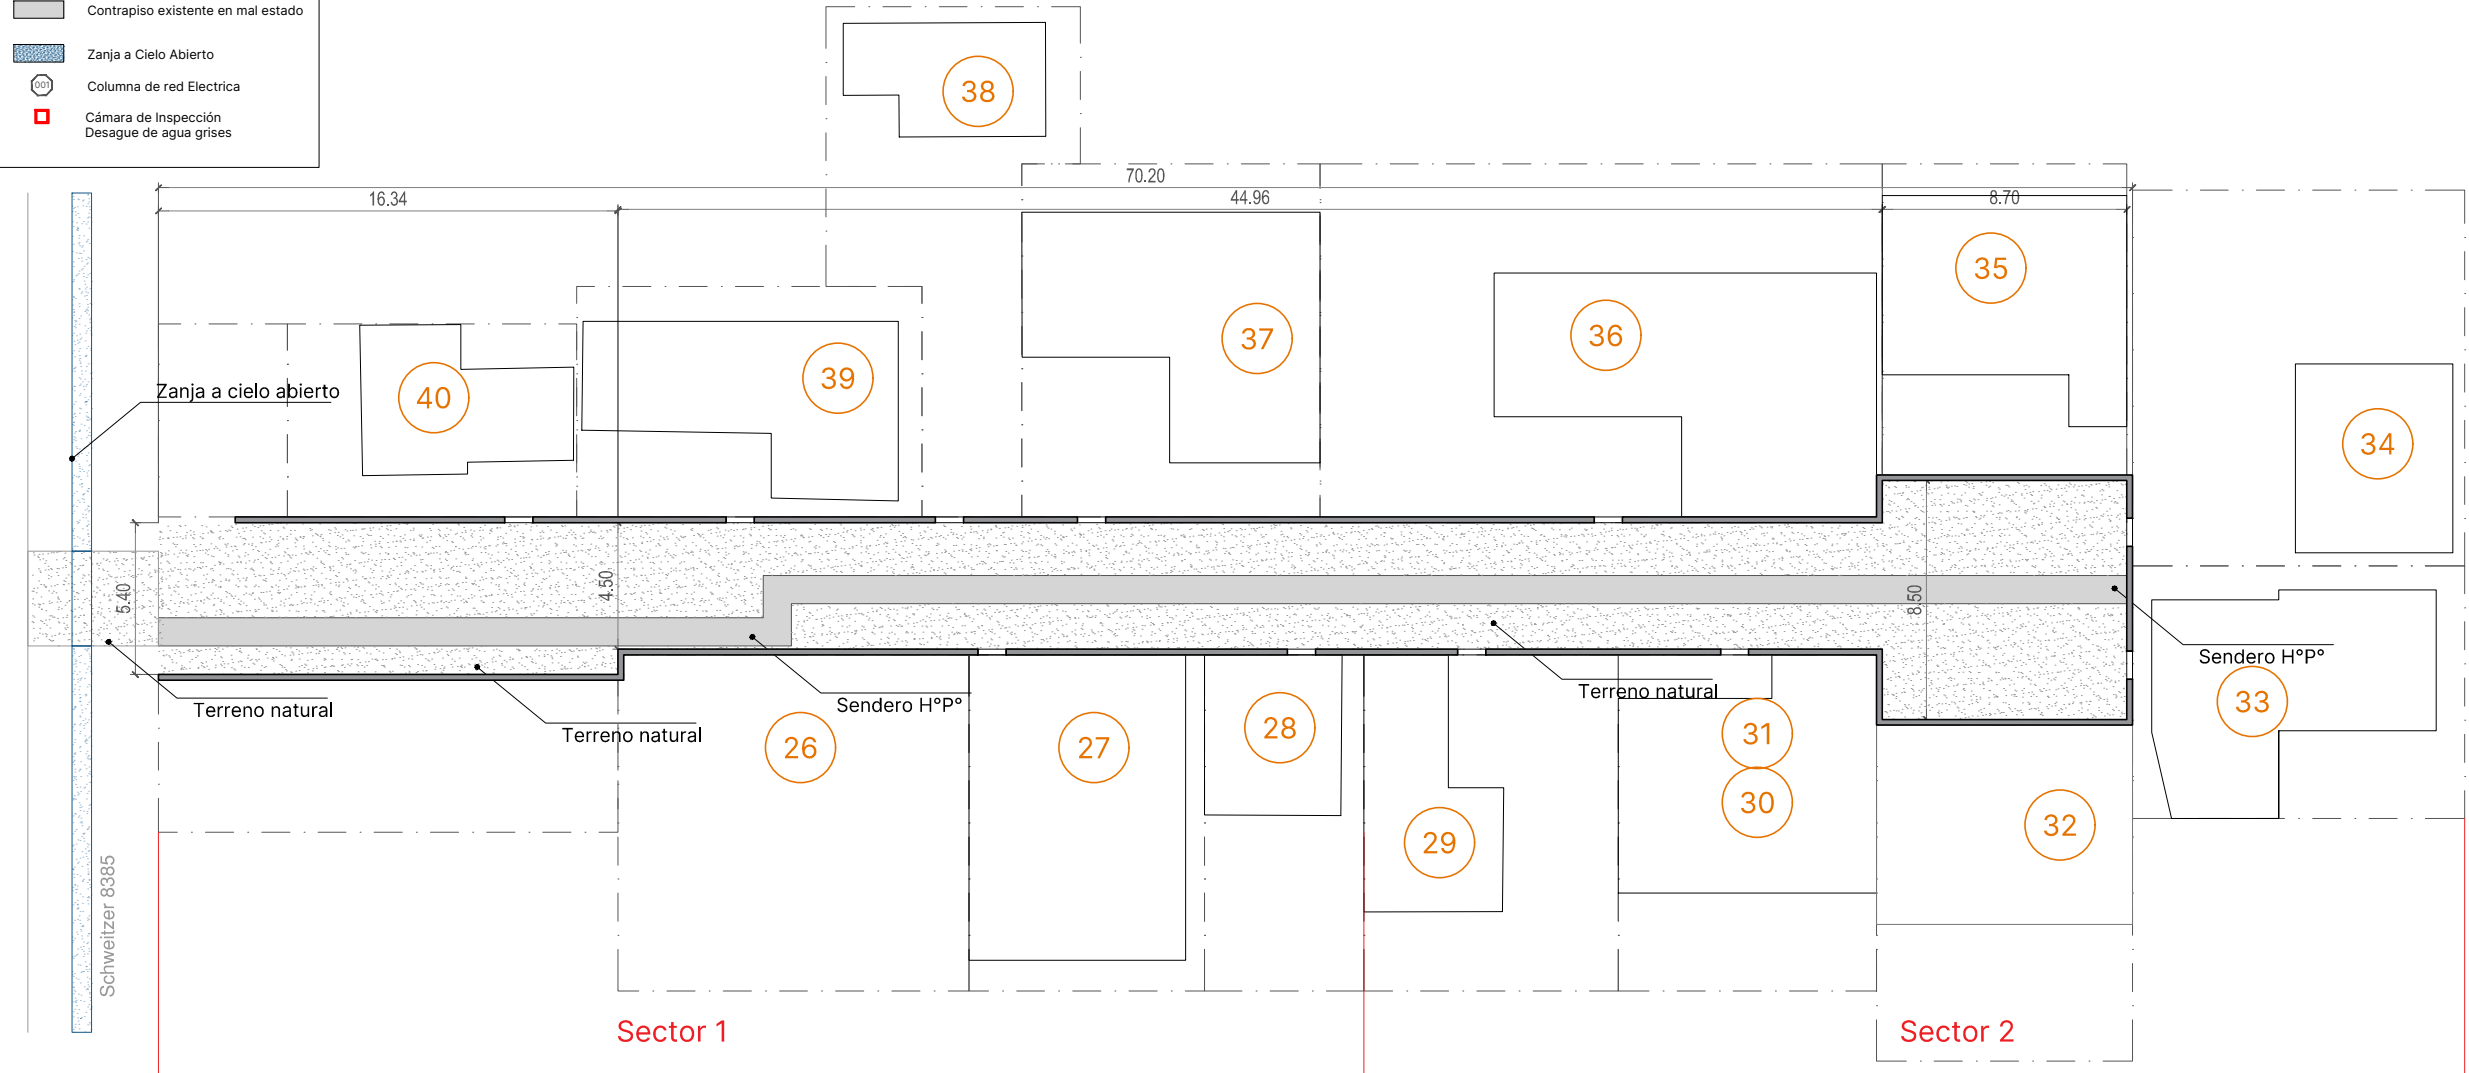 Contrapiso existente en mal estado
Zanja a Cielo Abierto
001
Columna de red Electrica
Cámara de Inspección
Desague de agua grises
38
70.20
16.34
44.96
8.70
35
37
36
39
40
Zanja a cielo abierto
34
5.40
4.50
8.50
Sendero H°P°
33
Terreno natural
Terreno natural
Sendero H°P°
Terreno natural
26
27
28
31
30
29
32
Schweitzer 8385
Sector 1
Sector 2